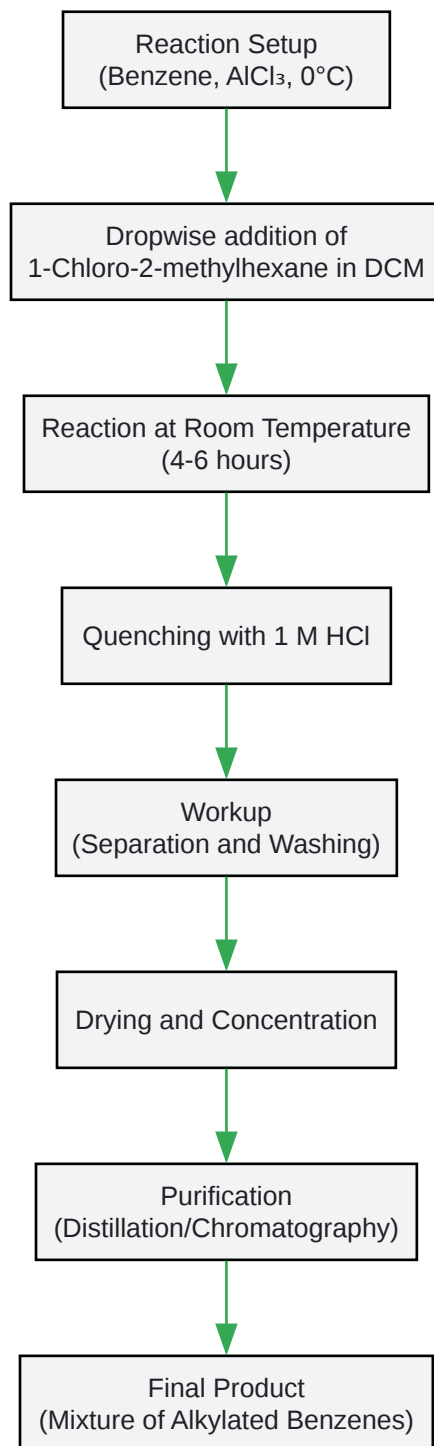 Reaction Setup
(Benzene, AlCl₃, 0°C)
Dropwise addition of
1-Chloro-2-methylhexane in DCM
Reaction at Room Temperature
(4-6 hours)
Quenching with 1 M HCl
Workup
(Separation and Washing)
Drying and Concentration
Purification
(Distillation/Chromatography)
Final Product
(Mixture of Alkylated Benzenes)